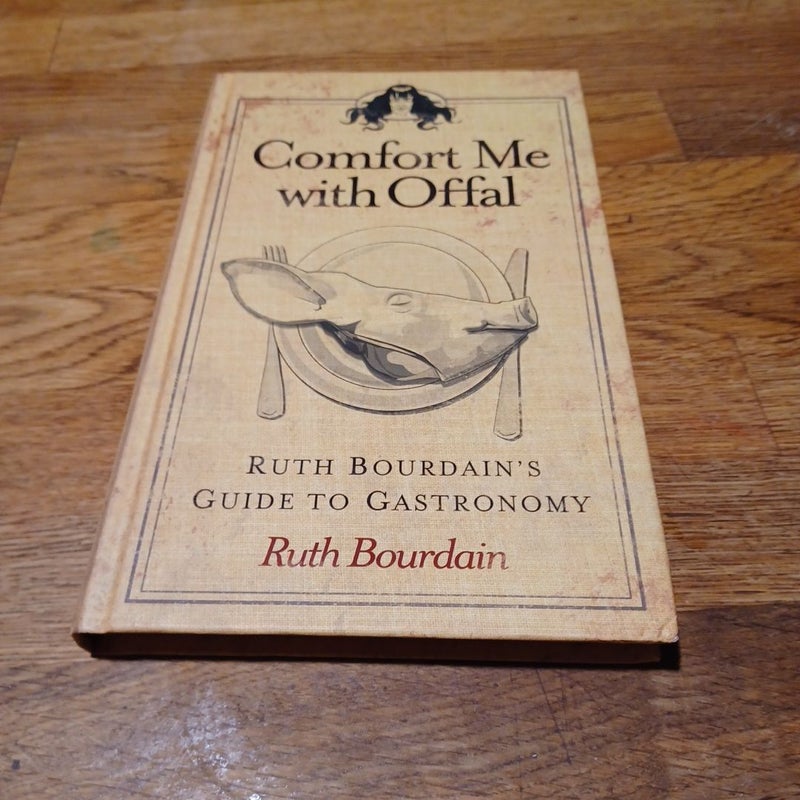 Comfort Me
with Offal
RUTH BOURDAIN'S
GUIDE TO GASTRONOMY
Ruth Bourdain